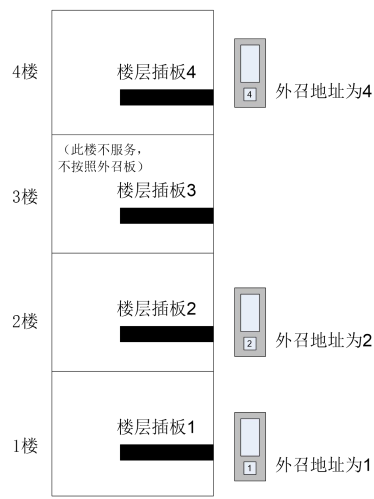 4楼
楼层插板4
4
外召地址为4
(此楼不服务，
不按照外召板)
3楼
楼层插板3
2楼
楼层插板2
2
外召地址为2
1楼
楼层插板1
1
外召地址为1